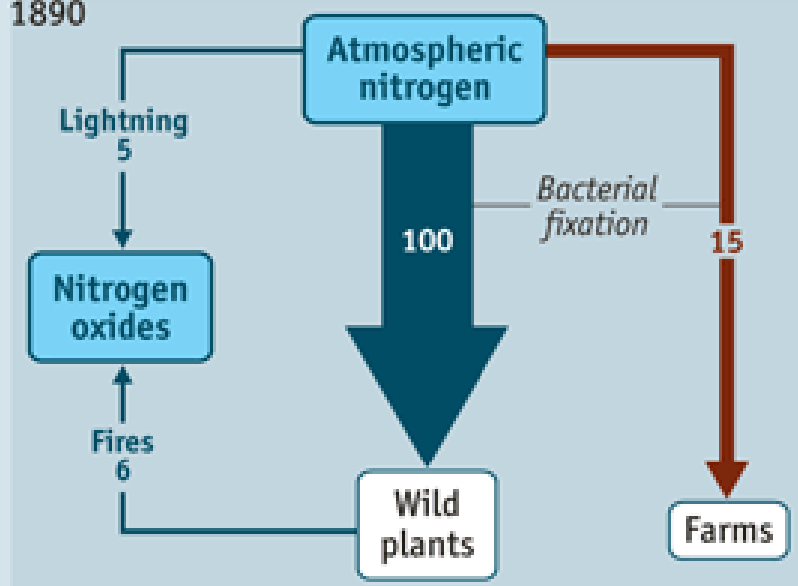 1890
Atmospheric
nitrogen
Lightning
5
Bacterial
fixation
100
15
Nitrogen
oxides
Fires
6
Wild
plants
Farms